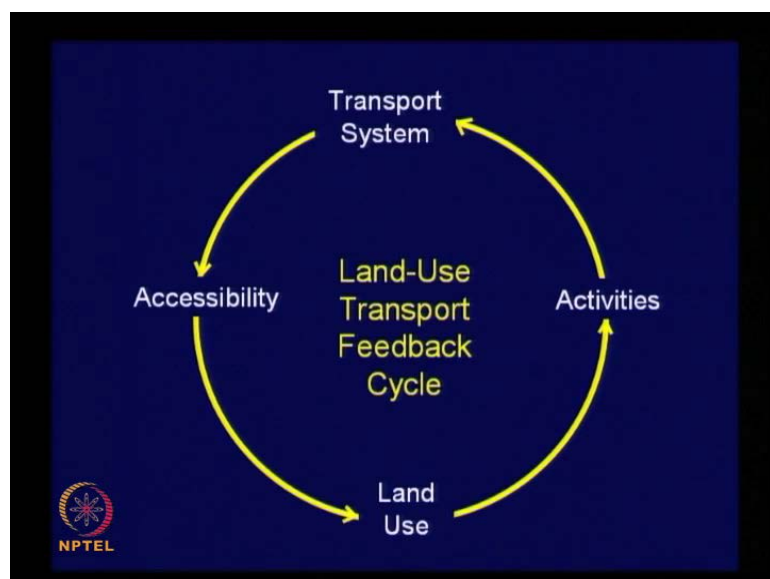 Transport
System
Accessibility
Land-Use
Transport
Feedback
Cycle
Activities
Land
Use
NPTEL